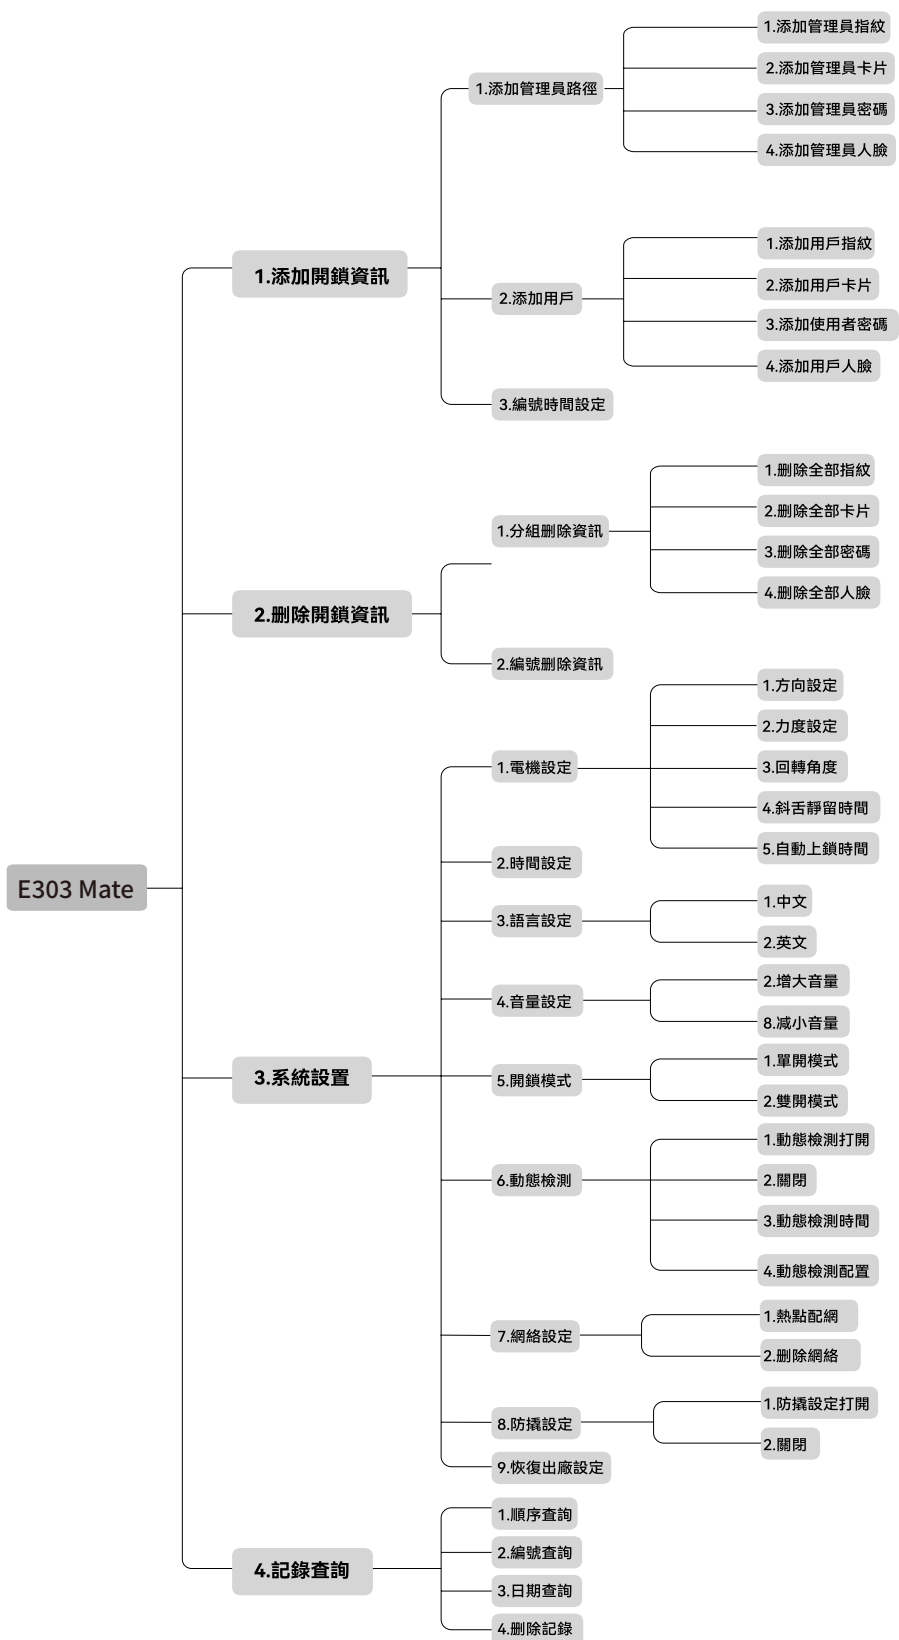 E303 Mate
1.添加開鎖資訊
1.添加管理員路徑
1.添加管理員指紋
2.添加管理員卡片
3.添加管理員密碼
4.添加管理員人臉
2.添加用戶
1.添加用戶指紋
2.添加用戶卡片
3.添加使用者密碼
4.添加用戶人臉
3.編號時間設定
2.刪除開鎖資訊
1.分組刪除資訊
1.刪除全部指紋
2.刪除全部卡片
3.刪除全部密碼
4.刪除全部人臉
2.編號刪除資訊
3.系統設置
1.電機設定
1.方向設定
2.力度設定
3.回轉角度
4.斜舌靜留時間
5.自動上鎖時間
2.時間設定
3.語言設定
1.中文
2.英文
4.音量設定
2.增大音量
8.減小音量
5.開鎖模式
1.單開模式
2.雙開模式
6.動態檢測
1.動態檢測打開
2.關閉
3.動態檢測時間
4.動態檢測配置
7.網絡設定
1.熱點配網
2.刪除網絡
8.防撬設定
1.防撬設定打開
2.關閉
9.恢復出廠設定
4.記錄查詢
1.順序查詢
2.編號查詢
3.日期查詢
4.刪除記錄